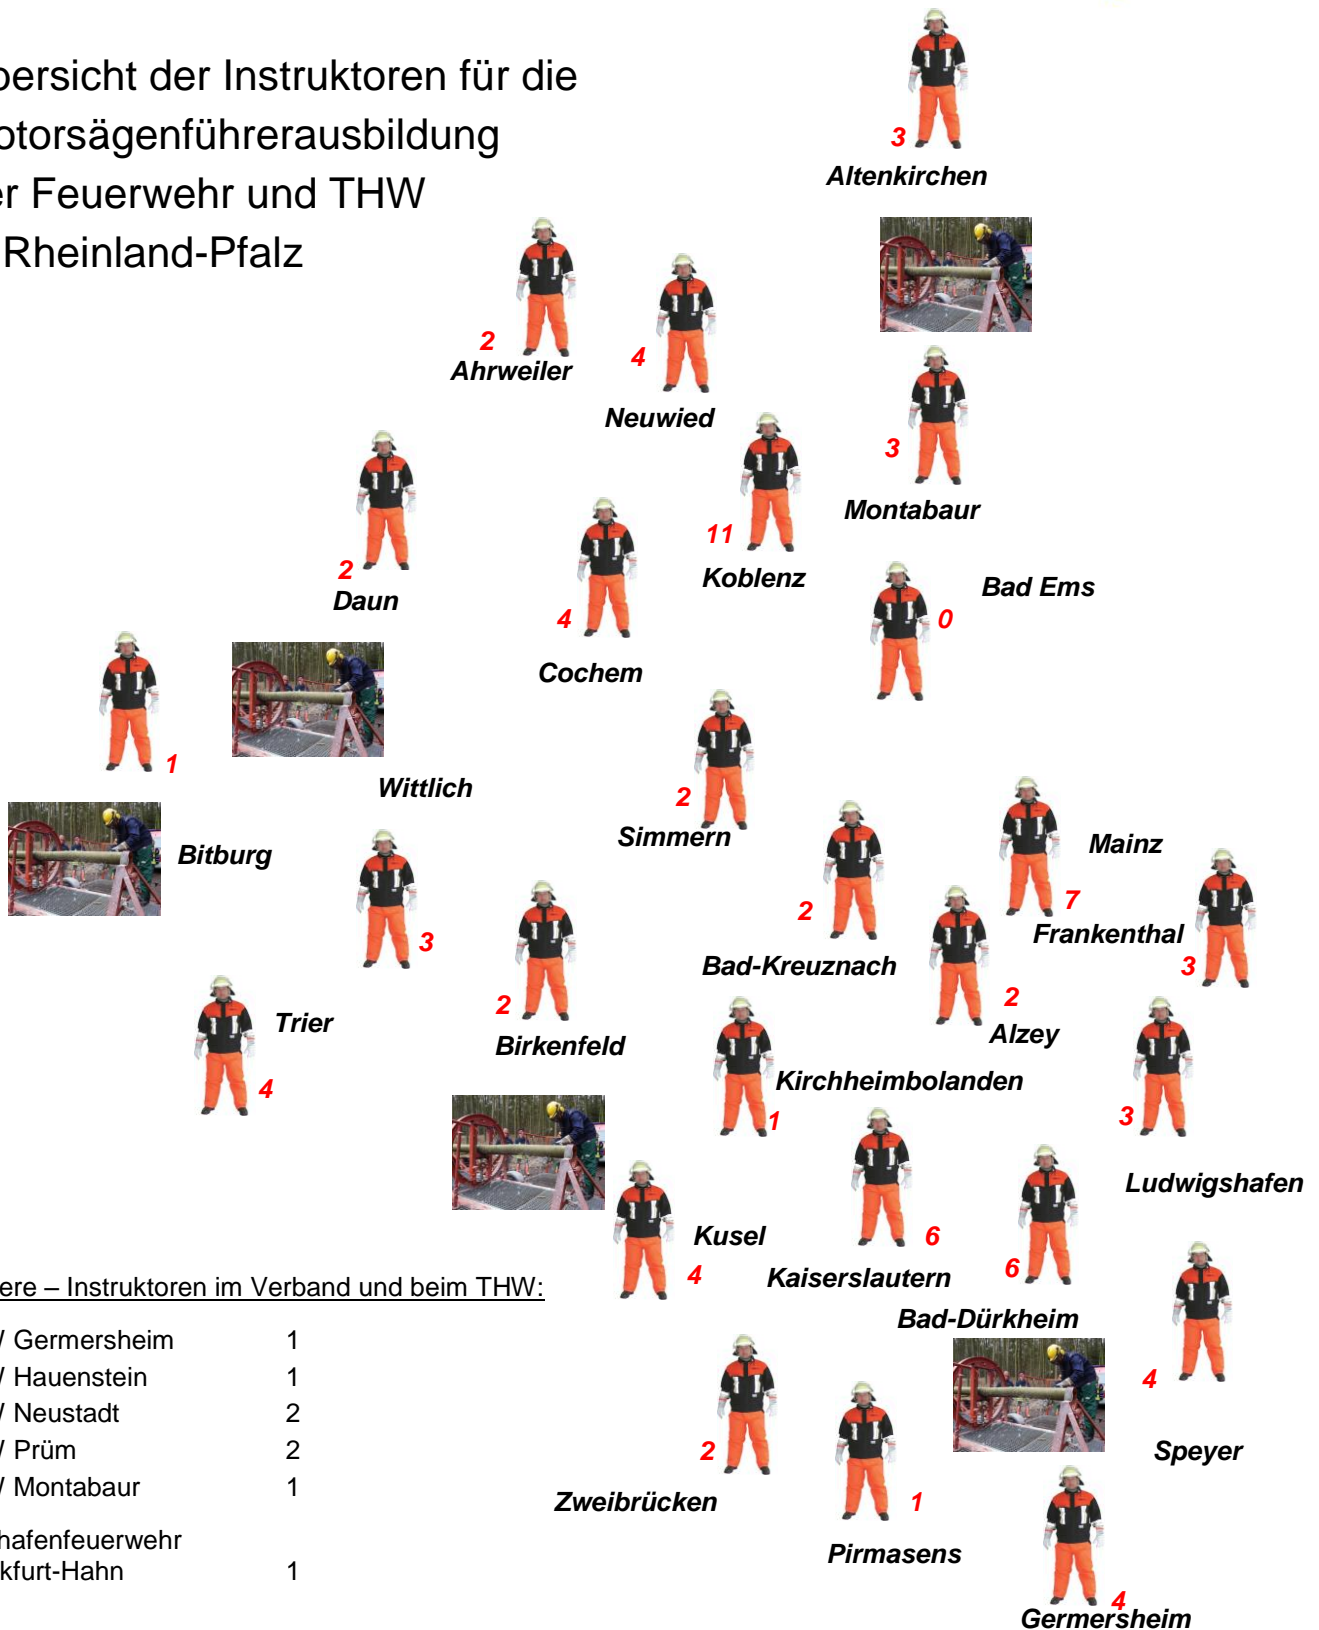 bersicht der Instruktoren für die
otorsägenführerausbildung
er Feuerwehr und THW
Rheinland-Pfalz
3
Altenkirchen
2
Ahrweiler
4
Neuwied
3
Montabaur
11
Koblenz
2
Daun
4
Cochem
Bad Ems
0
1
Bitburg
Wittlich
3
2
Simmern
Mainz
7
2
Bad-Kreuznach
Frankenthal
3
2
Alzey
Trier
4
2
Birkenfeld
Kirchheimbolanden
1
3
Ludwigshafen
Kusel
4
6
Kaiserslautern
6
Bad-Dürkheim
4
Speyer
2
Zweibrücken
1
Pirmasens
4
Germersheim
ere – Instruktoren im Verband und beim THW:
/ Germersheim 1
/ Hauenstein 1
/ Neustadt 2
/ Prüm 2
/ Montabaur 1
hafenfeuerwehr
kfurt-Hahn 1